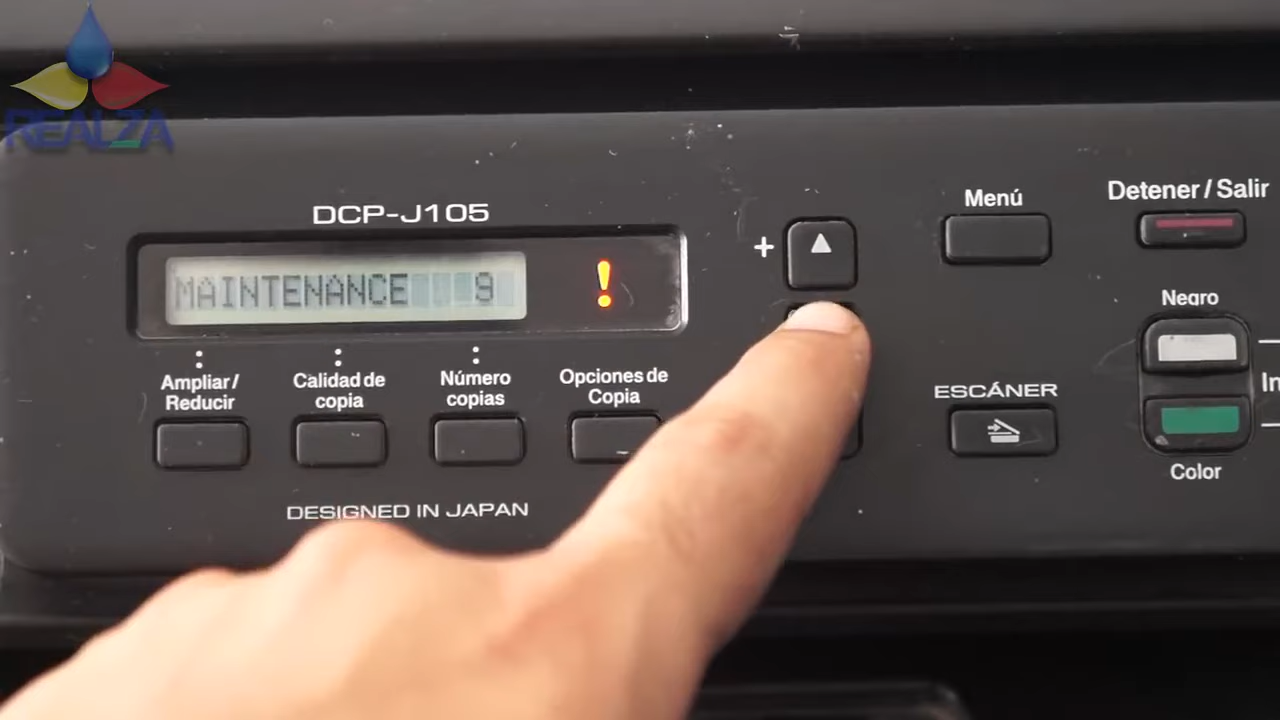 REALZA
DCP-J105
MAINTENANCE 9
+
Menú
Detener / Salir
Negro
Ampliar /
Reducir
Calidad de
copia
Número
copias
Opciones de
Copia
ESCÁNER
Color
DESIGNED IN JAPAN